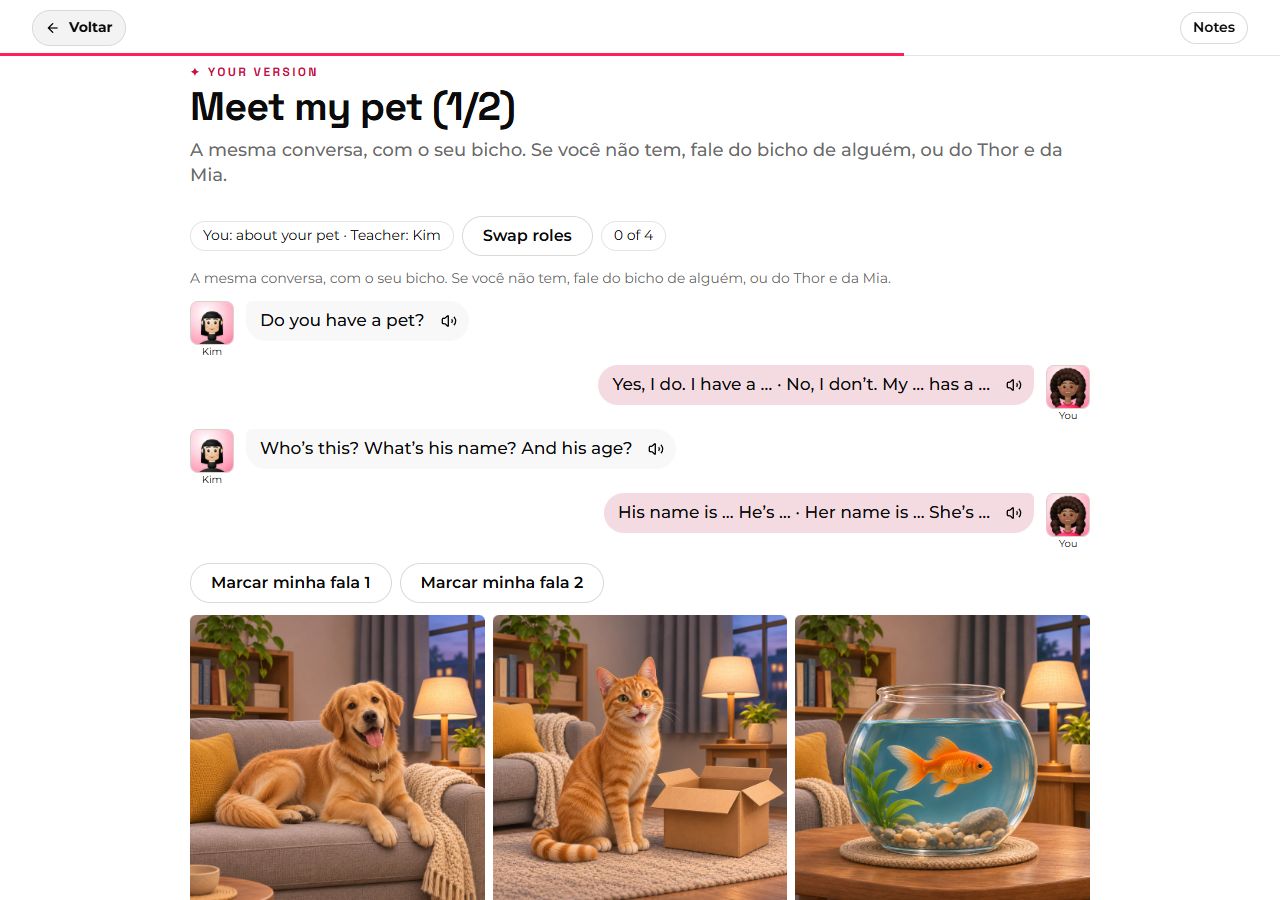 ← Voltar
Notes
✦ YOUR VERSION
Meet my pet (1/2)
A mesma conversa, com o seu bicho. Se você não tem, fale do bicho de alguém, ou do Thor e da
Mia.
You: about your pet · Teacher: Kim
Swap roles
0 of 4
A mesma conversa, com o seu bicho. Se você não tem, fale do bicho de alguém, ou do Thor e da Mia.
Do you have a pet?
Kim
Yes, I do. I have a ... · No, I don’t. My ... has a ...
You
Who’s this? What’s his name? And his age?
Kim
His name is ... He’s ... · Her name is ... She’s ...
You
Marcar minha fala 1
Marcar minha fala 2